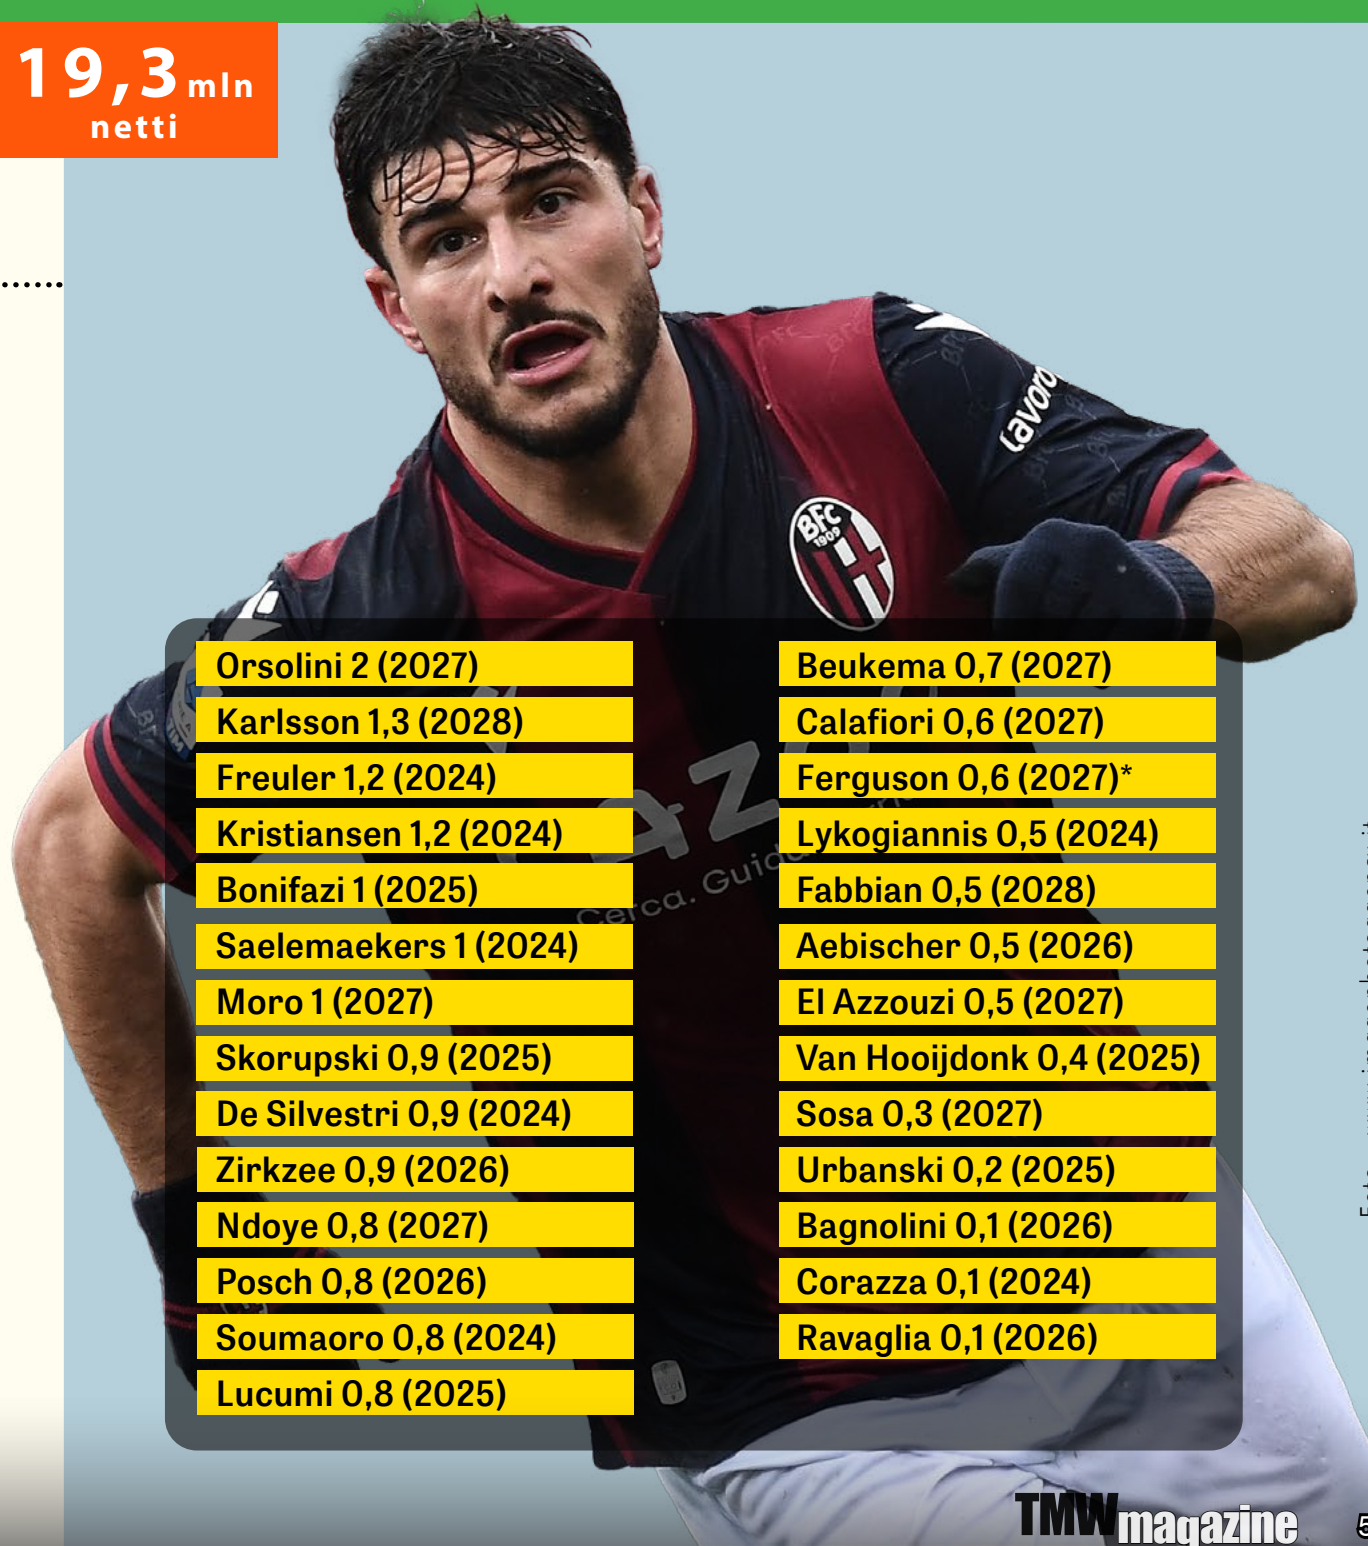 19,3 mln
netti
......
Lavoro
BFC
1909
Orsolini 2 (2027)
Karlsson 1,3 (2028)
Freuler 1,2 (2024)
Kristiansen 1,2 (2024)
Bonifazi 1 (2025)
Saelemaekers 1 (2024)
Moro 1 (2027)
Skorupski 0,9 (2025)
De Silvestri 0,9 (2024)
Zirkzee 0,9 (2026)
Ndoye 0,8 (2027)
Posch 0,8 (2026)
Soumaoro 0,8 (2024)
Lucumi 0,8 (2025)
Beukema 0,7 (2027)
Calafiori 0,6 (2027)
Ferguson 0,6 (2027)*
Lykogiannis 0,5 (2024)
Fabbian 0,5 (2028)
Aebischer 0,5 (2026)
El Azzouzi 0,5 (2027)
Van Hooijdonk 0,4 (2025)
Sosa 0,3 (2027)
Urbanski 0,2 (2025)
Bagnolini 0,1 (2026)
Corazza 0,1 (2024)
Ravaglia 0,1 (2026)
Cerca. Guida.
TIM
TMWmagazine